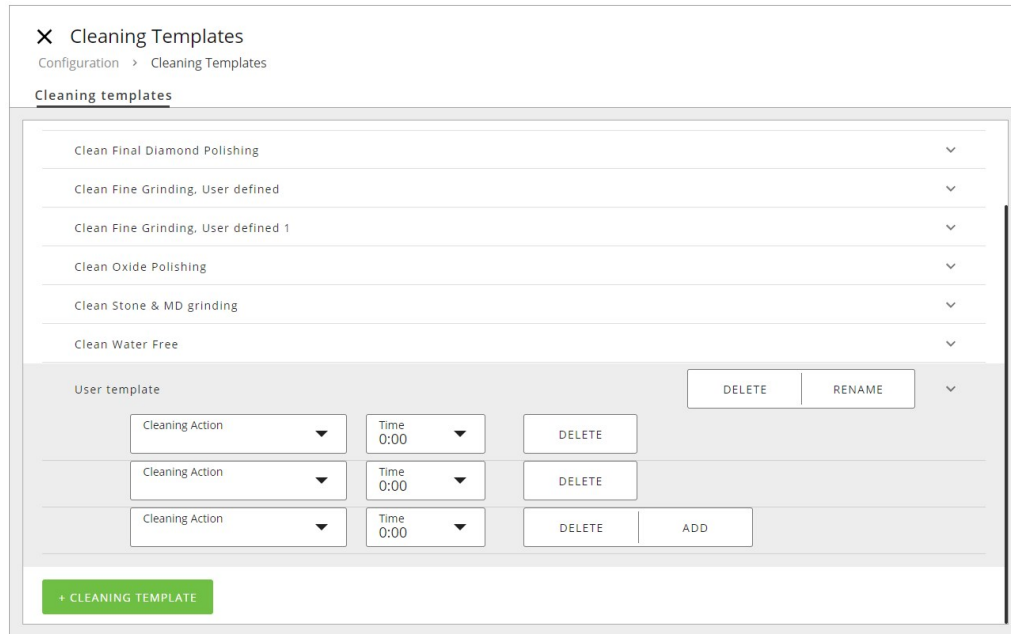 Cleaning Templates
Configuration > Cleaning Templates
Cleaning templates
Clean Final Diamond Polishing
Clean Fine Grinding, User defined
Clean Fine Grinding, User defined 1
Clean Oxide Polishing
Clean Stone & MD grinding
Clean Water Free
User template DELETE RENAME
Cleaning Action Time
0:00 DELETE
Cleaning Action Time
0:00 DELETE
Cleaning Action Time
0:00 DELETE ADD
+ CLEANING TEMPLATE